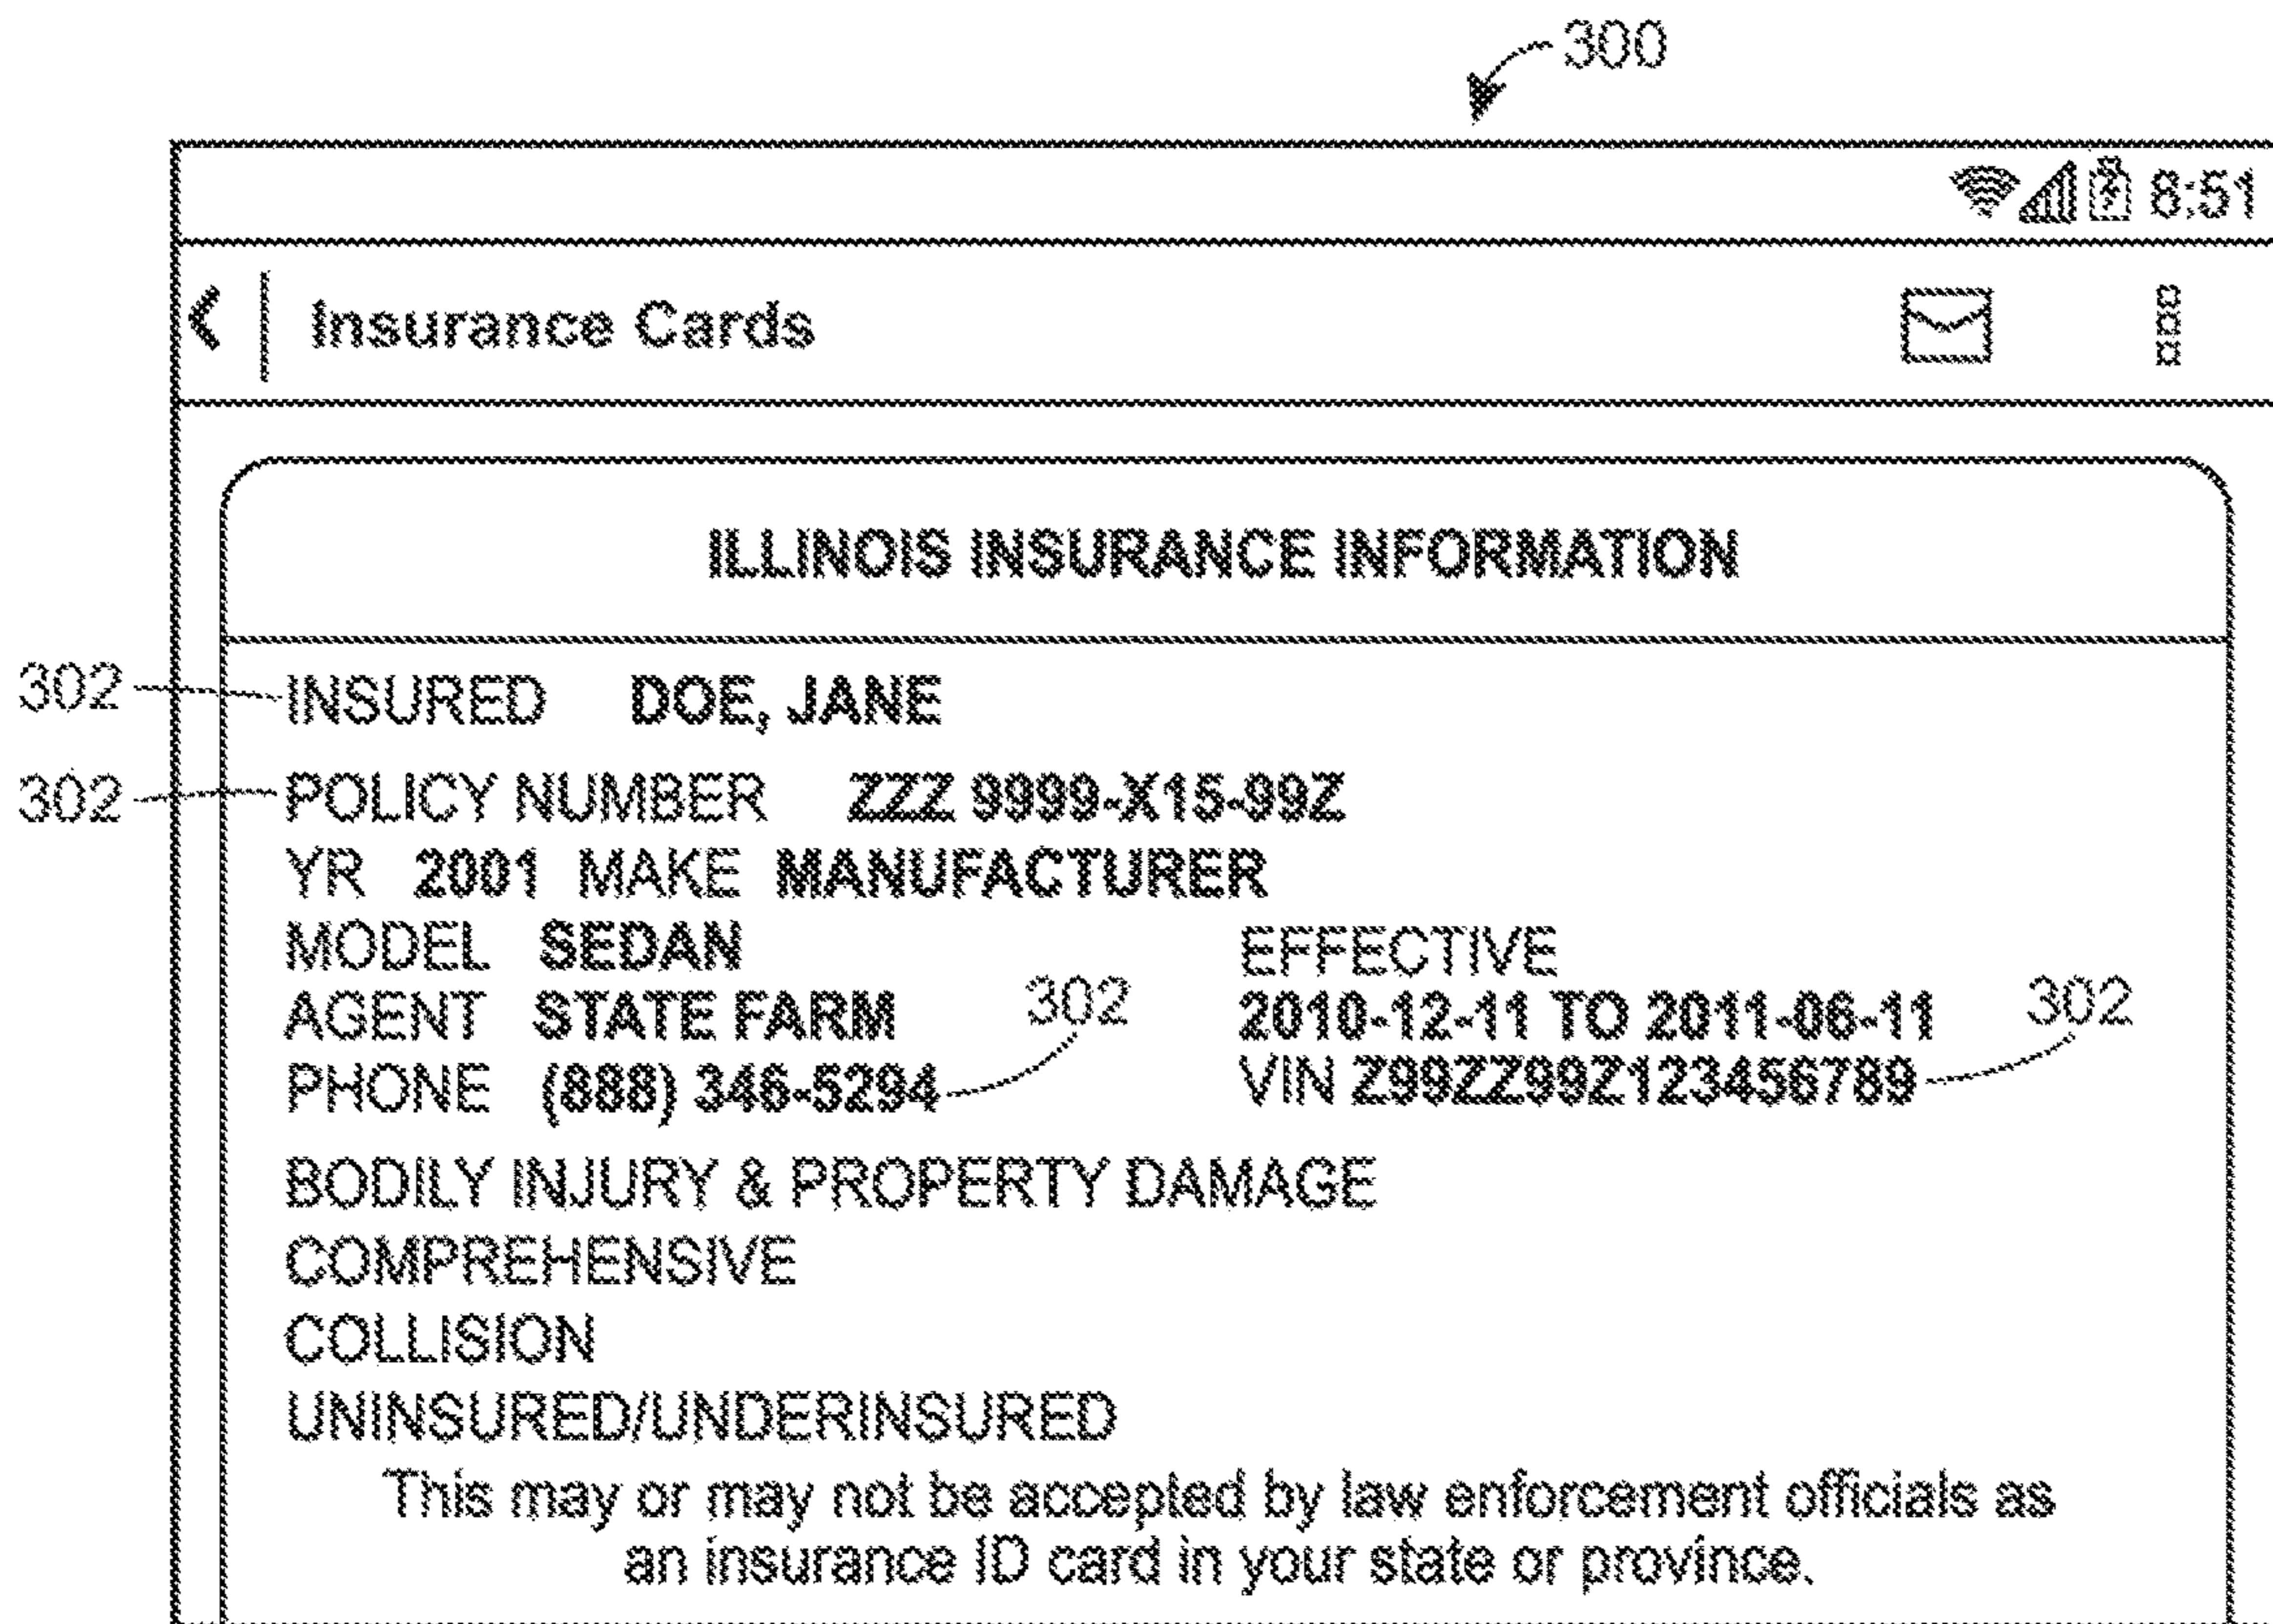 300
8:51
Insurance Cards
ILLINOIS INSURANCE INFORMATION
302 INSURED DOE, JANE
302 POLICY NUMBER ZZZ 9999-X15-99Z
YR 2001 MAKE MANUFACTURER
MODEL SEDAN EFFECTIVE
AGENT STATE FARM 302 2010-12-11 TO 2011-06-11 302
PHONE (888) 346-5294 VIN Z99ZZ99Z123456789
BODILY INJURY & PROPERTY DAMAGE
COMPREHENSIVE
COLLISION
UNINSURED/UNDERINSURED
This may or may not be accepted by law enforcement officials as
an insurance ID card in your state or province.